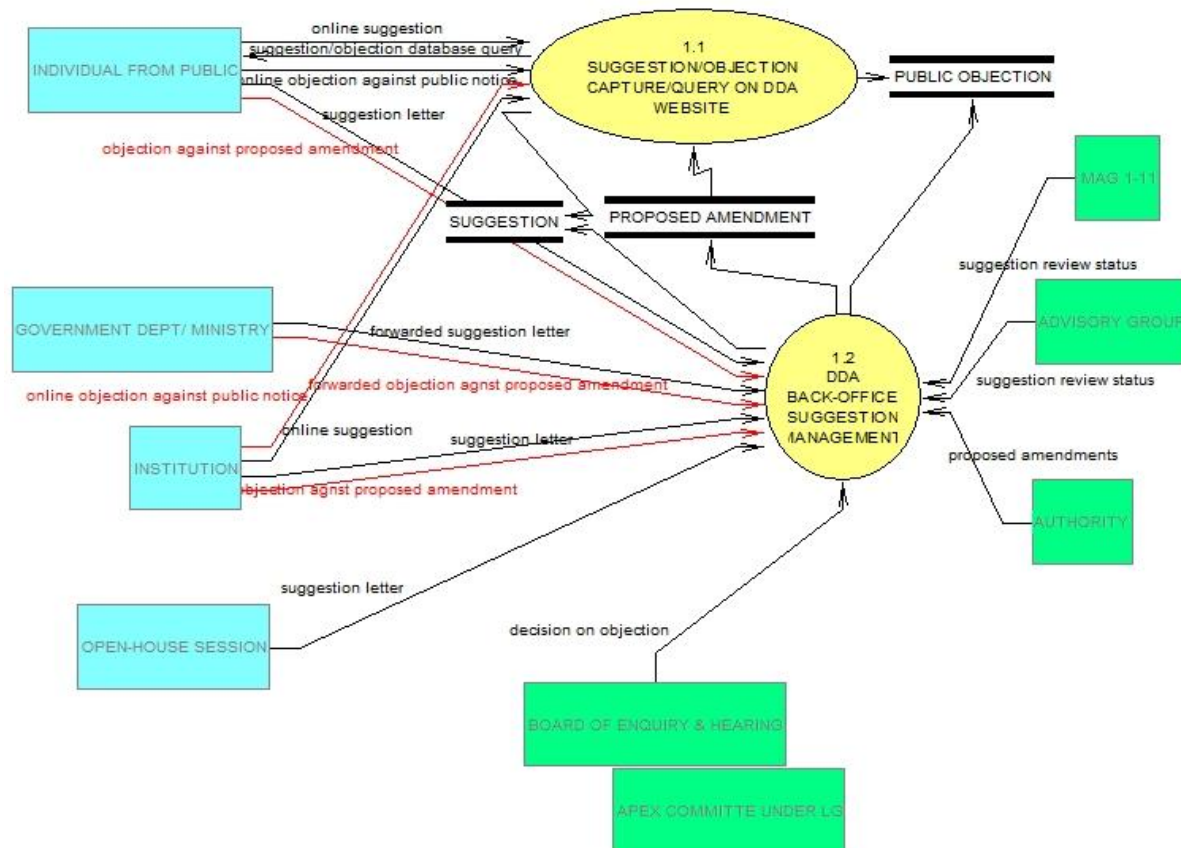 online suggestion
suggestion/objection database query
INDIVIDUAL FROM PUBLIC
online objection against public notice
suggestion letter
objection against proposed amendment
1.1
SUGGESTION/OBJECTION
CAPTURE/QUERY ON DDA
WEBSITE
PUBLIC OBJECTION
MAG 1-11
SUGGESTION
PROPOSED AMENDMENT
suggestion review status
GOVERNMENT DEPT/ MINISTRY
forwarded suggestion letter
ADVISORY GROUP
1.2
DDA
BACK-OFFICE
SUGGESTION
MANAGEMENT
suggestion review status
forwarded objection agnst proposed amendment
online objection against public notice
online suggestion
suggestion letter
INSTITUTION
proposed amendments
objection agnst proposed amendment
AUTHORITY
suggestion letter
OPEN-HOUSE SESSION
decision on objection
BOARD OF ENQUIRY & HEARING
APEX COMMITTE UNDER LG